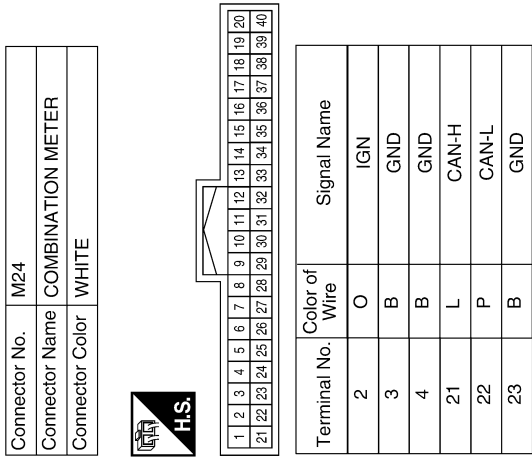 Connector No. M24
Connector Name COMBINATION METER
Connector Color WHITE
H.S.
1 2 3 4 5 6 7 8 9 10 11 12 13 14 15 16 17 18 19 20
21 22 23 24 25 26 27 28 29 30 31 32 33 34 35 36 37 38 39 40
Terminal No. Color of Wire Signal Name
2 O IGN
3 B GND
4 B GND
21 L CAN-H
22 P CAN-L
23 B GND